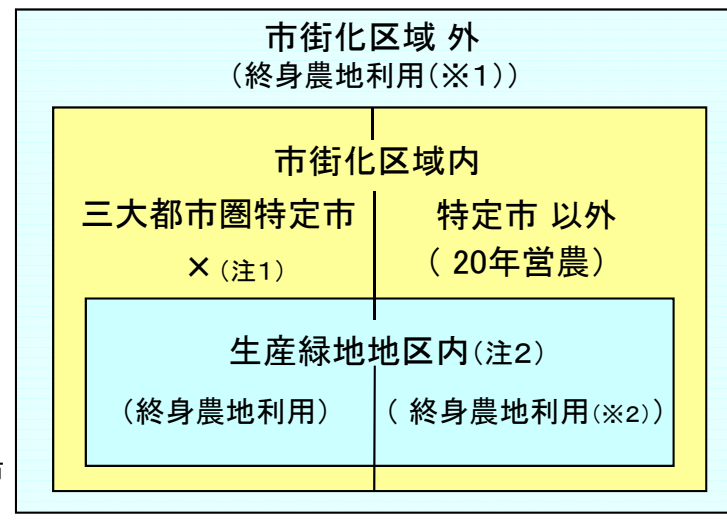 市街化区域 外
（終身農地利用（※1））
市街化区域内
三大都市圏特定市
×（注1）
特定市 以外
（ 20年営農）
生産緑地地区内（注2）
（終身農地利用）
（ 終身農地利用（※2））